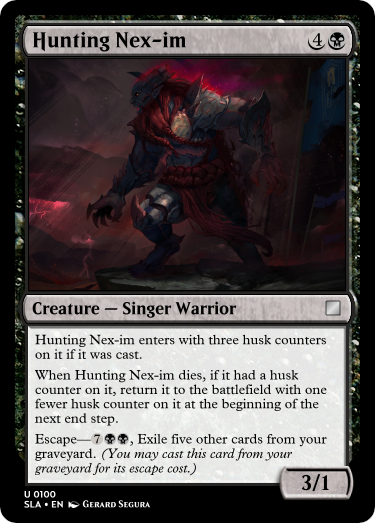 Hunting Nex-im 4
Creature — Singer Warrior
Hunting Nex-im enters with three husk counters
on it if it was cast.
When Hunting Nex-im dies, if it had a husk
counter on it, return it to the battlefield with one
fewer husk counter on it at the beginning of the
next end step.
Escape—7, Exile five other cards from your
graveyard. (You may cast this card from your
graveyard for its escape cost.)
3/1
U 0100
SLA • EN Gerard Segura